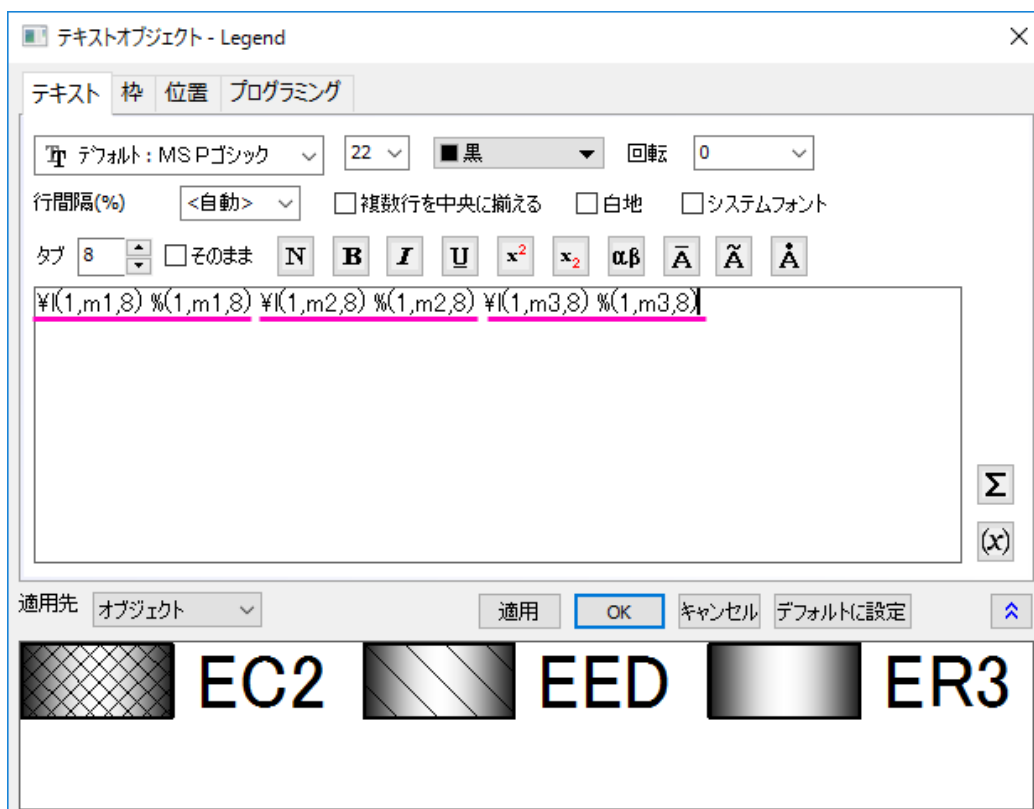 テキストオブジェクト - Legend
テキスト 枠 位置 プログラミング
デフォルト : MS Pゴシック 22 黒 回転 0
行間隔(%) <自動> 複数行を中央に揃える 白地 システムフォント
タブ 8 そのまま N B I U x² x₂ αβ Ā Ã Ȧ
¥l(1,m1,8) %(1,m1,8) ¥l(1,m2,8) %(1,m2,8) ¥l(1,m3,8) %(1,m3,8)
Σ
(x)
適用先 オブジェクト 適用 OK キャンセル デフォルトに設定
EC2 EED ER3